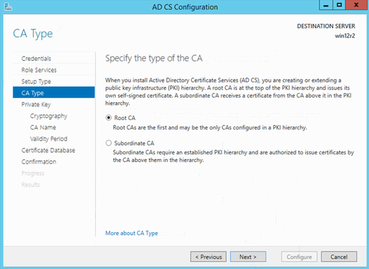 AD CS Configuration
CA Type
DESTINATION SERVER
win12r2
Credentials
Role Services
Setup Type
CA Type
Private Key
Cryptography
CA Name
Validity Period
Certificate Database
Confirmation
Progress
Results
Specify the type of the CA
When you install Active Directory Certificate Services (AD CS), you are creating or extending a
public key infrastructure (PKI) hierarchy. A root CA is at the top of the PKI hierarchy and issues its
own self-signed certificate. A subordinate CA receives a certificate from the CA above it in the PKI
hierarchy.
Root CA
Root CAs are the first and may be the only CAs configured in a PKI hierarchy.
Subordinate CA
Subordinate CAs require an established PKI hierarchy and are authorized to issue certificates by
the CA above them in the hierarchy.
More about CA Type
< Previous
Next >
Configure
Cancel